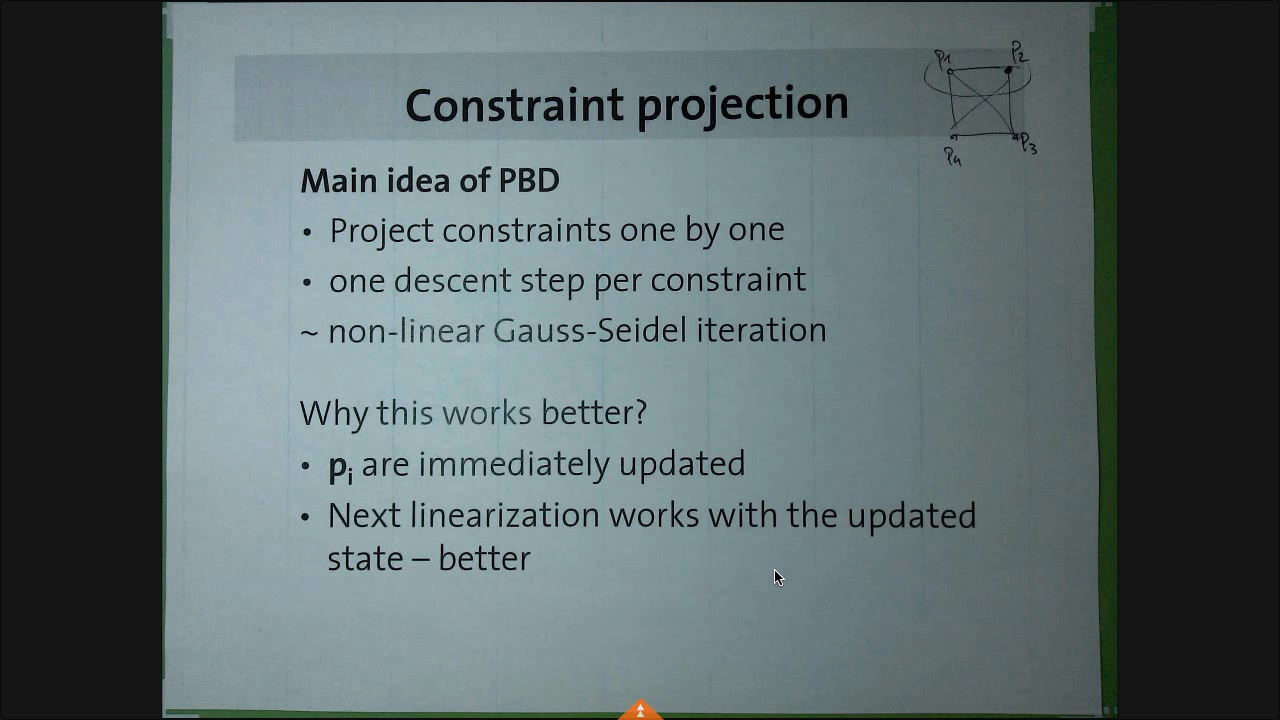 Constraint projection
P1
P2
P4
P3
Main idea of PBD
• Project constraints one by one
• one descent step per constraint
~ non-linear Gauss-Seidel iteration
Why this works better?
• pi are immediately updated
• Next linearization works with the updated
state – better